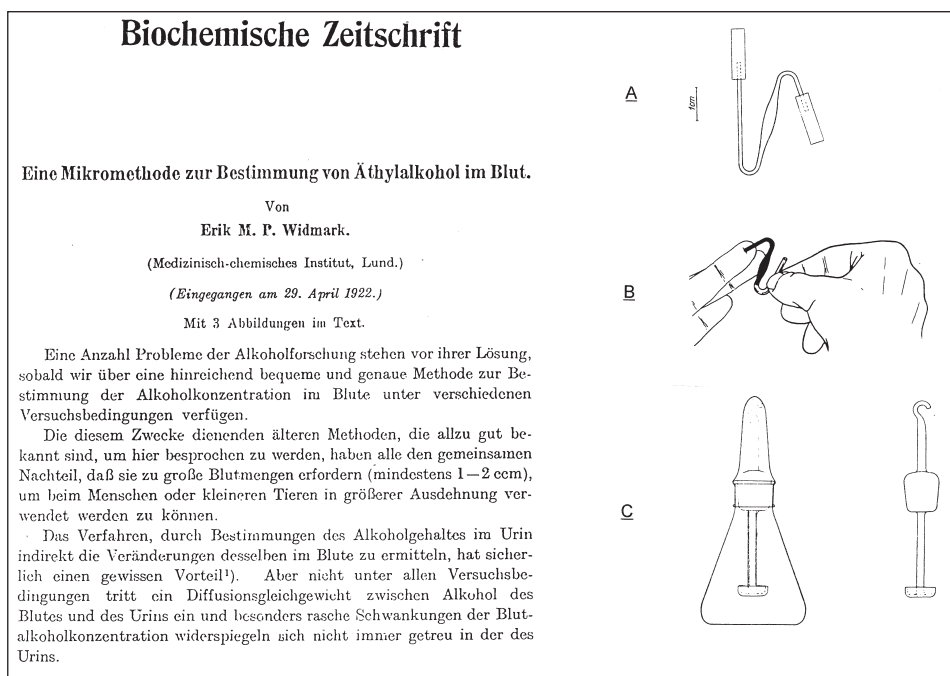 Biochemische Zeitschrift
Eine Mikromethode zur Bestimmung von Äthylalkohol im Blut.
Von
Erik M. P. Widmark.
(Medizinisch-chemisches Institut, Lund.)
(Eingegangen am 29. April 1922.)
Mit 3 Abbildungen im Text.
Eine Anzahl Probleme der Alkoholforschung stehen vor ihrer Lösung,
sobald wir über eine hinreichend bequeme und genaue Methode zur Be-
stimmung der Alkoholkonzentration im Blute unter verschiedenen
Versuchsbedingungen verfügen.
Die diesem Zwecke dienenden älteren Methoden, die allzu gut be-
kannt sind, um hier besprochen zu werden, haben alle den gemeinsamen
Nachteil, daß sie zu große Blutmengen erfordern (mindestens 1—2 ccm),
um beim Menschen oder kleineren Tieren in größerer Ausdehnung ver-
wendet werden zu können.
Das Verfahren, durch Bestimmungen des Alkoholgehaltes im Urin
indirekt die Veränderungen desselben im Blute zu ermitteln, hat sicher-
lich einen gewissen Vorteil¹). Aber nicht unter allen Versuchsbe-
dingungen tritt ein Diffusionsgleichgewicht zwischen Alkohol des
Blutes und des Urins ein und besonders rasche Schwankungen der Blut-
alkoholkonzentration widerspiegeln sich nicht immer getreu in der des
Urins.
A
1cm
B
C